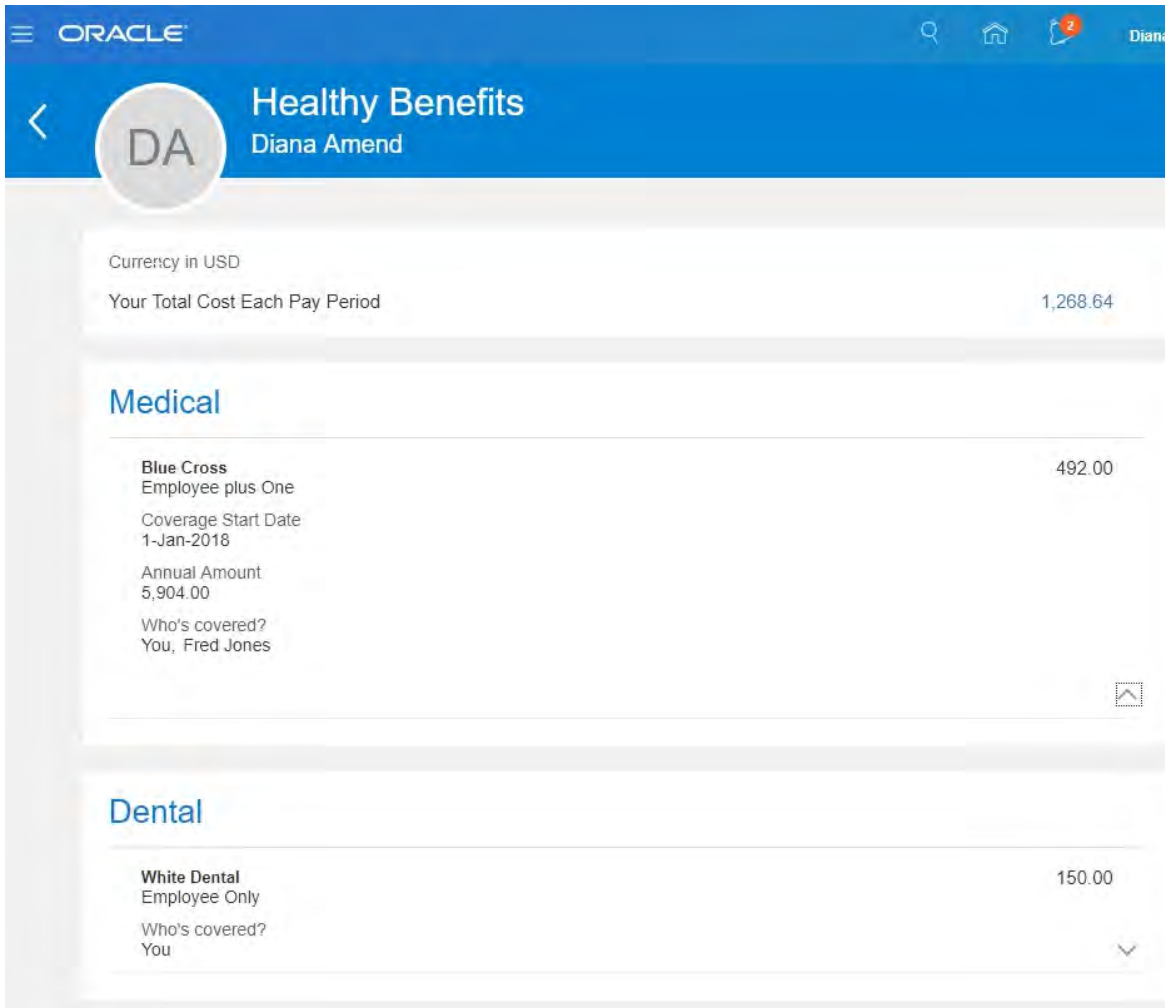 ORACLE
2
Diana
Healthy Benefits
DA
Diana Amend
Currency in USD
Your Total Cost Each Pay Period 1,268.64
Medical
Blue Cross 492.00
Employee plus One
Coverage Start Date
1-Jan-2018
Annual Amount
5,904.00
Who's covered?
You, Fred Jones
Dental
White Dental 150.00
Employee Only
Who's covered?
You